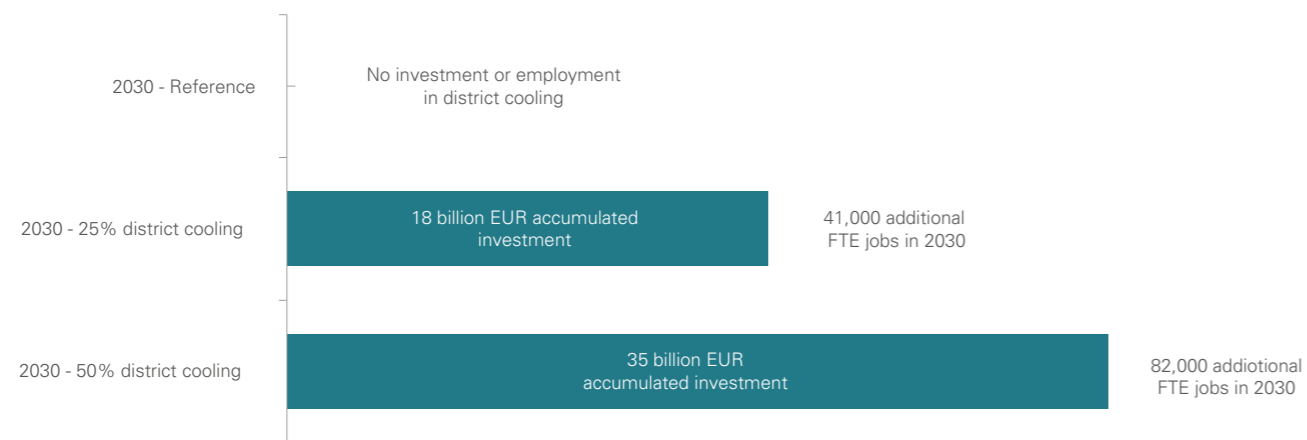 2030 - Reference
No investment or employment
in district cooling
2030 - 25% district cooling
18 billion EUR accumulated
investment
41,000 additional
FTE jobs in 2030
2030 - 50% district cooling
35 billion EUR
accumulated investment
82,000 addiotional
FTE jobs in 2030